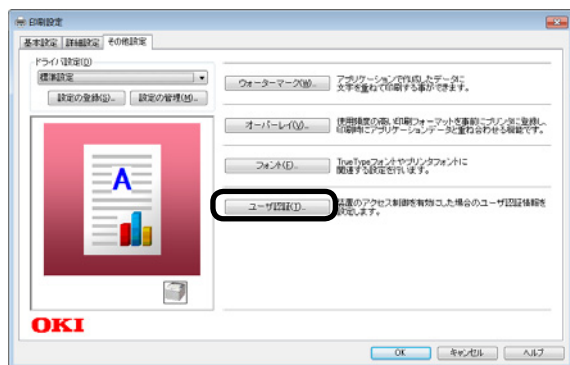 印刷設定
基本設定 詳細設定 その他設定
ドライバ設定(D)
標準設定
設定の登録(S)... 設定の管理(M)...
ウォーターマーク(W)... アプリケーションで作成したデータに
文字を重ねて印刷する事ができます。
オーバーレイ(V)... 使用頻度の高い印刷フォーマットを事前にプリンタに登録し、
印刷時にアプリケーションデータと重ね合わせる機能です。
フォント(F)... TrueTypeフォントやプリンタフォントに
関連する設定を行います。
ユーザ認証(T)... 装置のアクセス制御を有効にした場合のユーザ認証情報を
設定します。
A
OKI
OK キャンセル ヘルプ